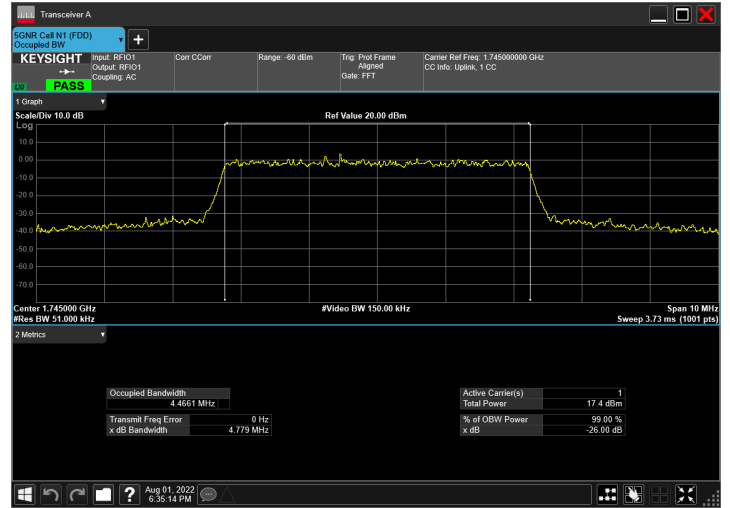 Transceiver A
5GNR Cell N1 (FDD)
Occupied BW
KEYSIGHT
Input: RFIO1
Output: RFIO1
Coupling: AC
Corr CCorr
Range: -60 dBm
Trig: Prot Frame
Aligned
Gate: FFT
Carrier Ref Freq: 1.745000000 GHz
CC Info: Uplink, 1 CC
LXI
PASS
1 Graph
Scale/Div 10.0 dB
Ref Value 20.00 dBm
Log
10.0
0.00
-10.0
-20.0
-30.0
-40.0
-50.0
-60.0
-70.0
Center 1.745000 GHz
#Video BW 150.00 kHz
Span 10 MHz
#Res BW 51.000 kHz
Sweep 3.73 ms (1001 pts)
2 Metrics
Occupied Bandwidth
4.4661 MHz
Active Carrier(s) 1
Total Power 17.4 dBm
Transmit Freq Error 0 Hz
x dB Bandwidth 4.779 MHz
% of OBW Power 99.00 %
x dB -26.00 dB
Aug 01, 2022
6:35:14 PM